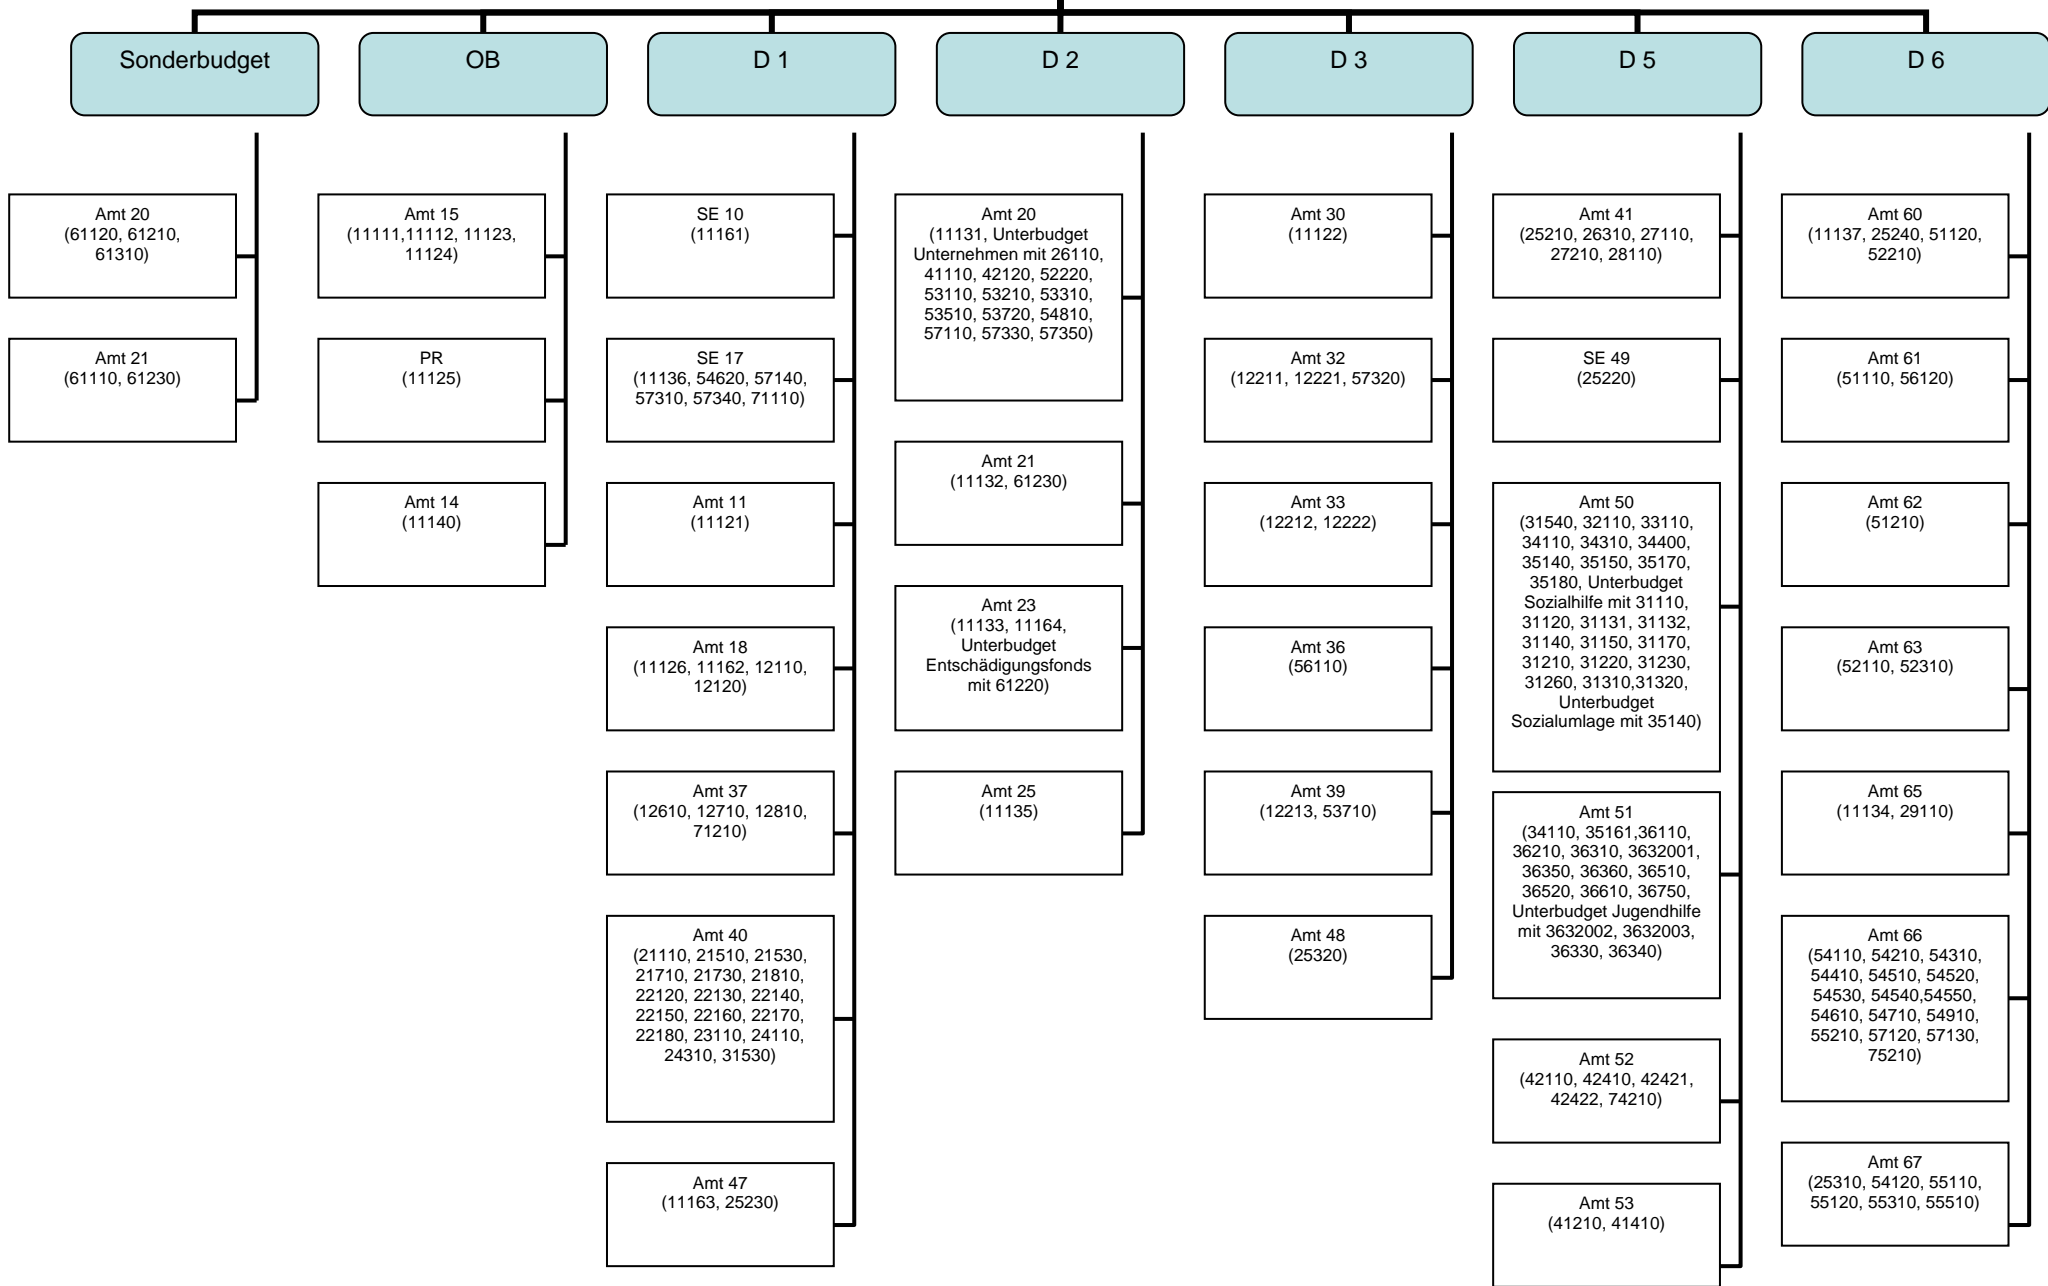 Sonderbudget
OB
D 1
D 2
D 3
D 5
D 6
Amt 20
(61120, 61210,
61310)
Amt 21
(61110, 61230)
Amt 15
(11111,11112, 11123,
11124)
PR
(11125)
Amt 14
(11140)
SE 10
(11161)
SE 17
(11136, 54620, 57140,
57310, 57340, 71110)
Amt 11
(11121)
Amt 18
(11126, 11162, 12110,
12120)
Amt 37
(12610, 12710, 12810,
71210)
Amt 40
(21110, 21510, 21530,
21710, 21730, 21810,
22120, 22130, 22140,
22150, 22160, 22170,
22180, 23110, 24110,
24310, 31530)
Amt 47
(11163, 25230)
Amt 20
(11131, Unterbudget
Unternehmen mit 26110,
41110, 42120, 52220,
53110, 53210, 53310,
53510, 53720, 54810,
57110, 57330, 57350)
Amt 21
(11132, 61230)
Amt 23
(11133, 11164,
Unterbudget
Entschädigungsfonds
mit 61220)
Amt 25
(11135)
Amt 30
(11122)
Amt 32
(12211, 12221, 57320)
Amt 33
(12212, 12222)
Amt 36
(56110)
Amt 39
(12213, 53710)
Amt 48
(25320)
Amt 41
(25210, 26310, 27110,
27210, 28110)
SE 49
(25220)
Amt 50
(31540, 32110, 33110,
34110, 34310, 34400,
35140, 35150, 35170,
35180, Unterbudget
Sozialhilfe mit 31110,
31120, 31131, 31132,
31140, 31150, 31170,
31210, 31220, 31230,
31260, 31310,31320,
Unterbudget
Sozialumlage mit 35140)
Amt 51
(34110, 35161,36110,
36210, 36310, 3632001,
36350, 36360, 36510,
36520, 36610, 36750,
Unterbudget Jugendhilfe
mit 3632002, 3632003,
36330, 36340)
Amt 52
(42110, 42410, 42421,
42422, 74210)
Amt 53
(41210, 41410)
Amt 60
(11137, 25240, 51120,
52210)
Amt 61
(51110, 56120)
Amt 62
(51210)
Amt 63
(52110, 52310)
Amt 65
(11134, 29110)
Amt 66
(54110, 54210, 54310,
54410, 54510, 54520,
54530, 54540,54550,
54610, 54710, 54910,
55210, 57120, 57130,
75210)
Amt 67
(25310, 54120, 55110,
55120, 55310, 55510)